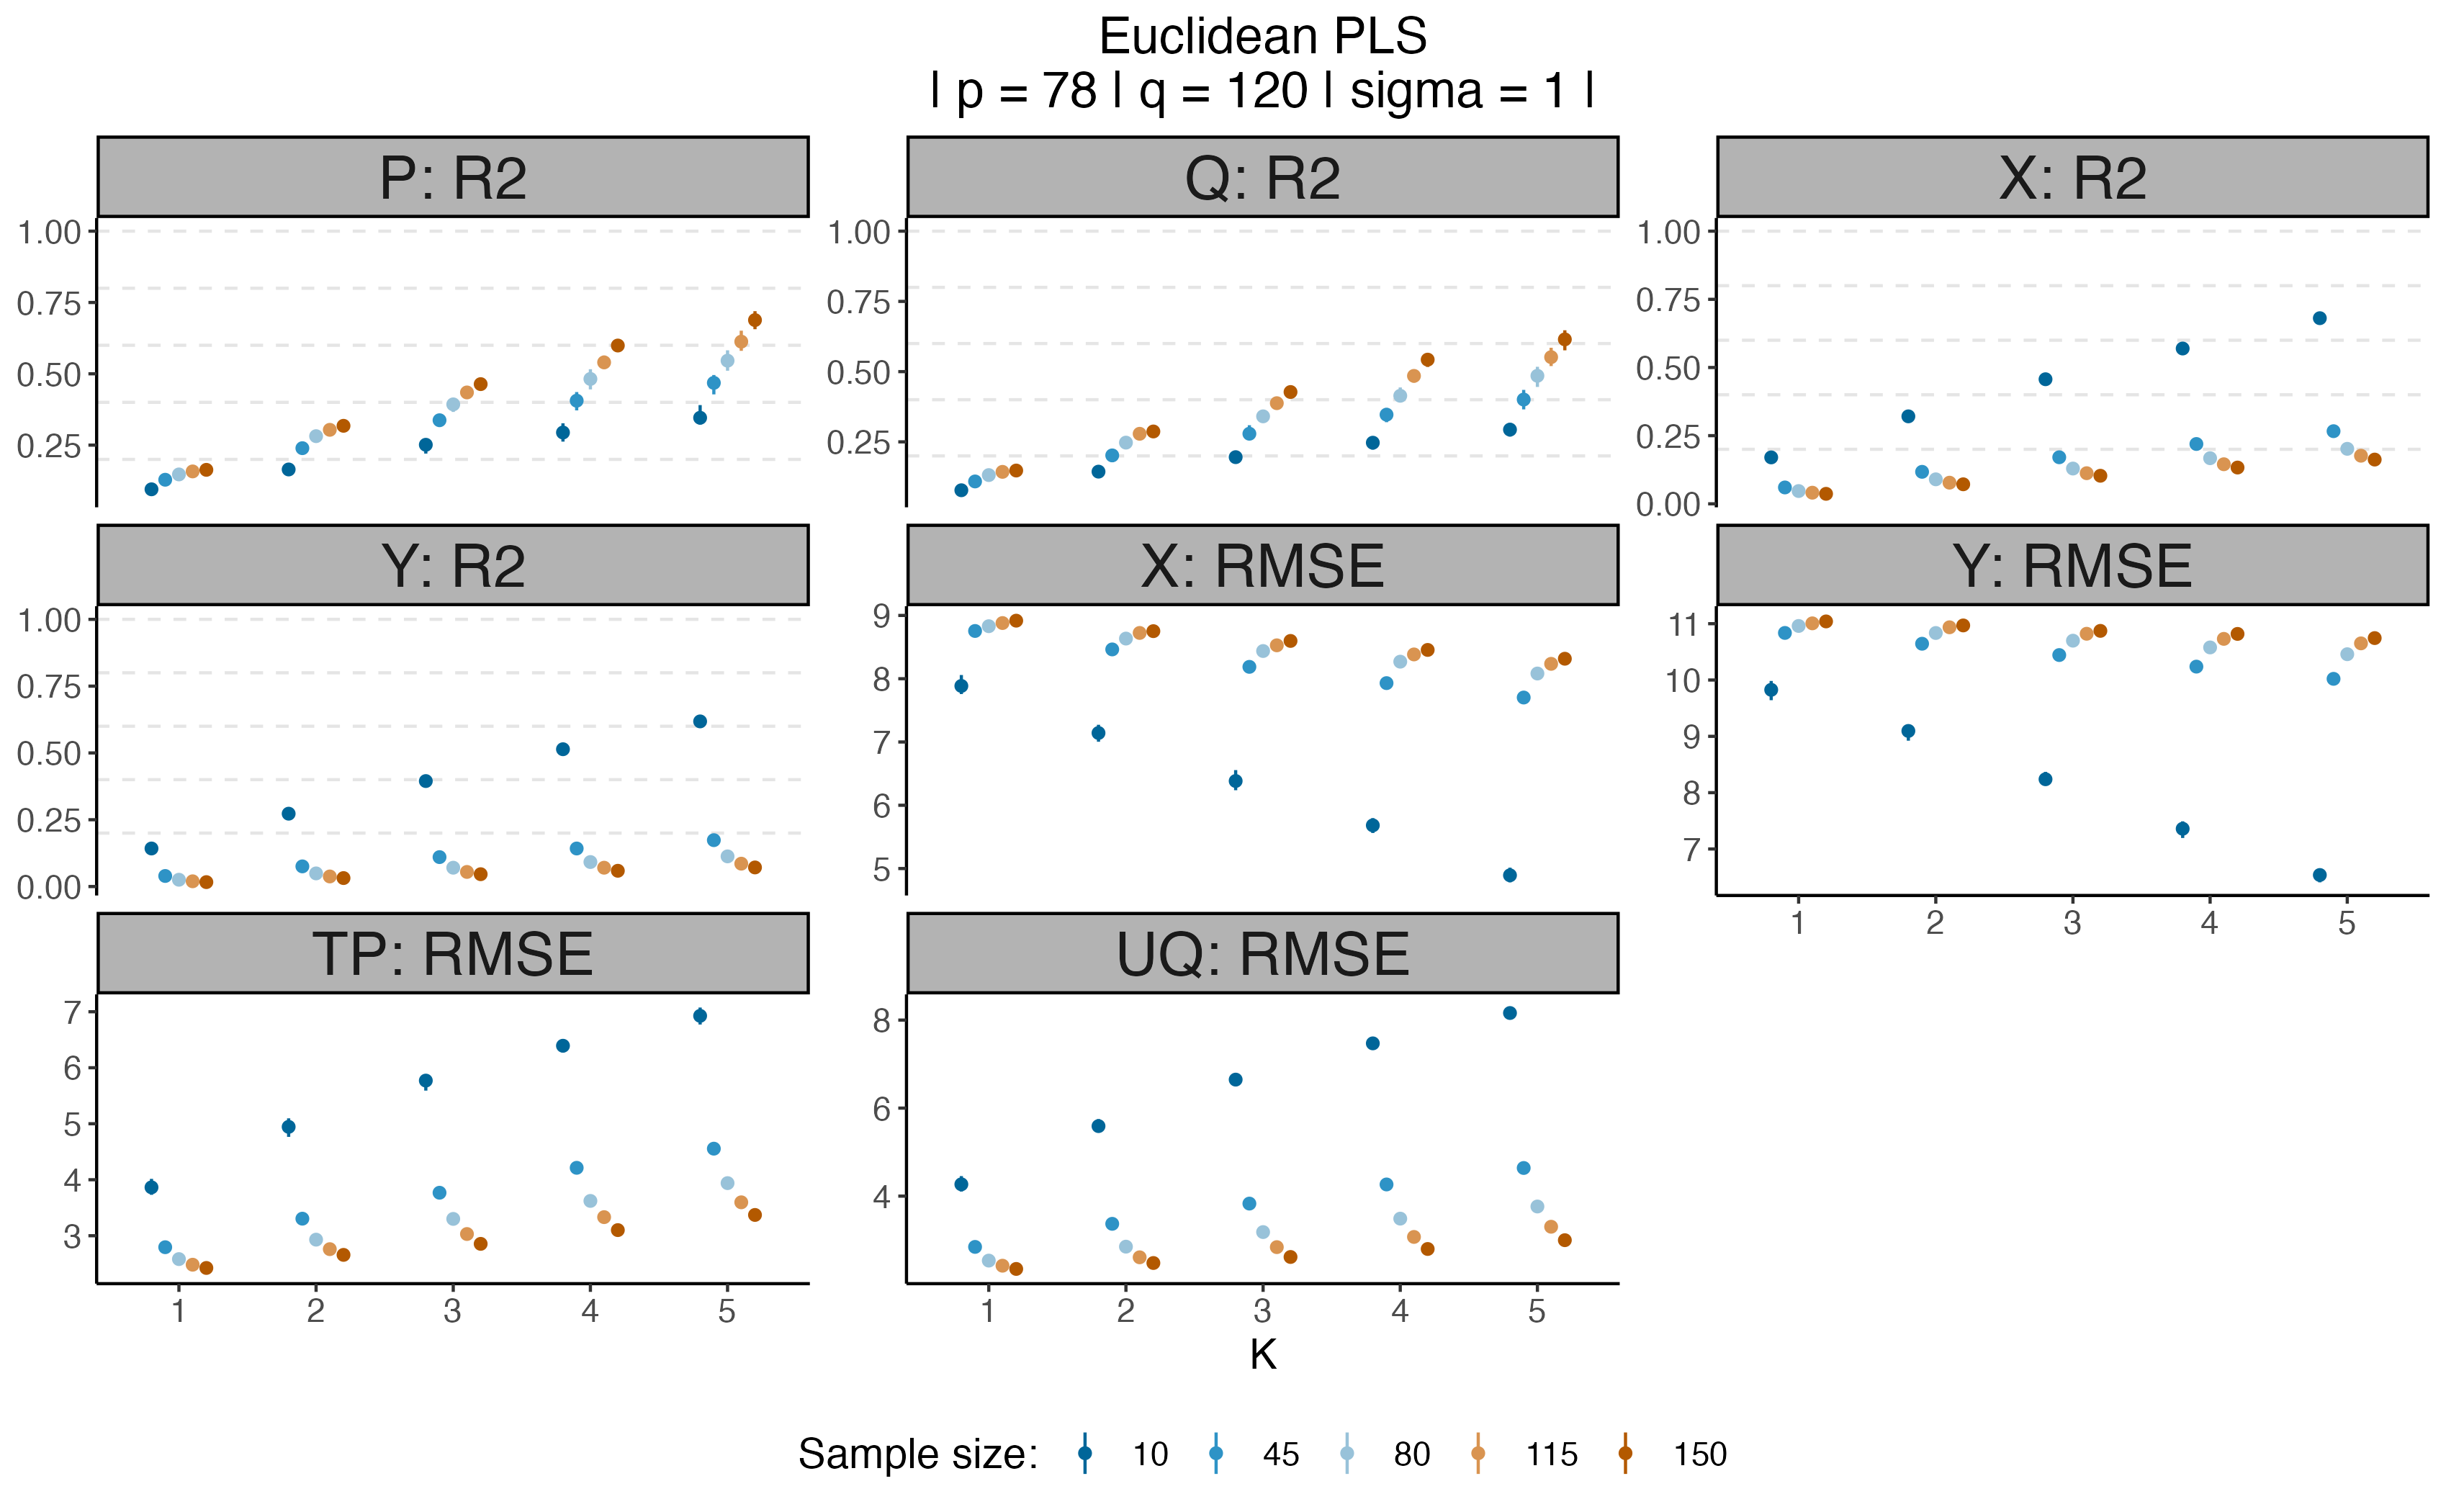 Euclidean PLS
| p = 78 | q = 120 | sigma = 1 |
P: R2
Q: R2
X: R2
1.00
0.75
0.50
0.25
1.00
0.75
0.50
0.25
1.00
0.75
0.50
0.25
0.00
Y: R2
X: RMSE
Y: RMSE
1.00
0.75
0.50
0.25
0.00
9
8
7
6
5
11
10
9
8
7
1 2 3 4 5
TP: RMSE
UQ: RMSE
7
6
5
4
3
8
6
4
1 2 3 4 5
1 2 3 4 5
K
Sample size: 10 45 80 115 150